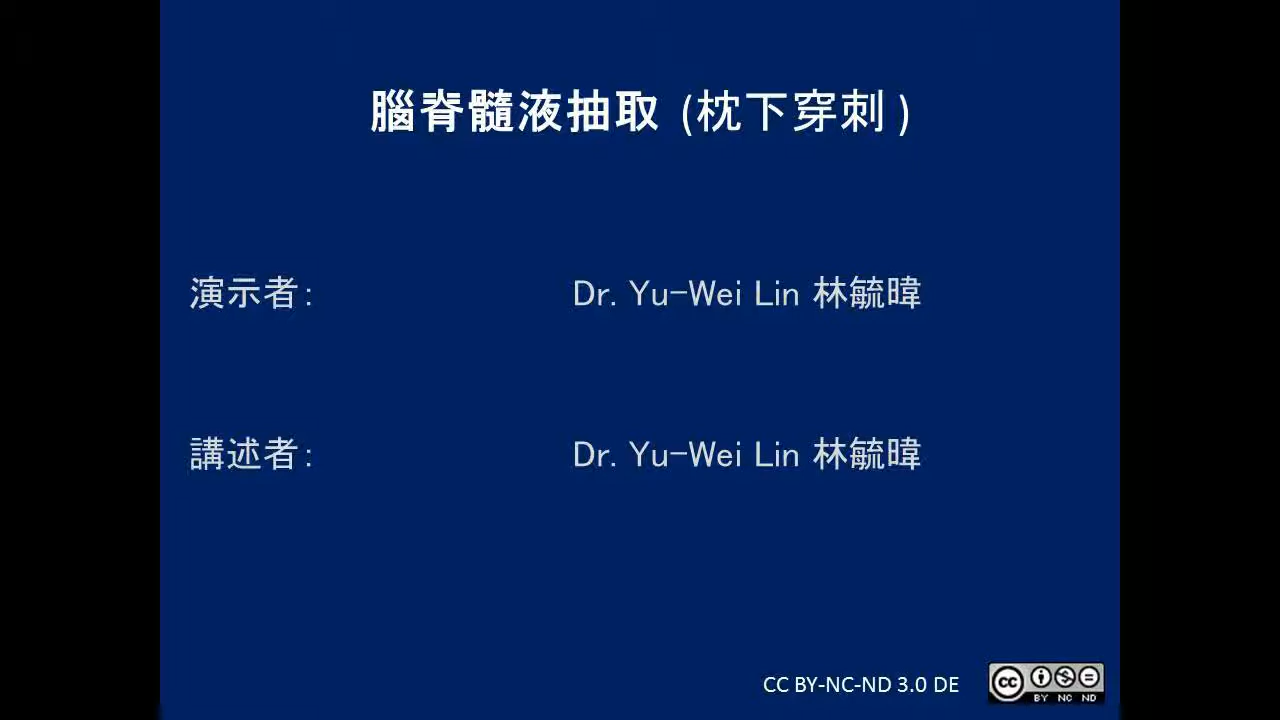 腦脊髓液抽取 (枕下穿刺)
演示者: Dr. Yu-Wei Lin 林毓暐
講述者: Dr. Yu-Wei Lin 林毓暐
CC BY-NC-ND 3.0 DE
cc BY NC ND